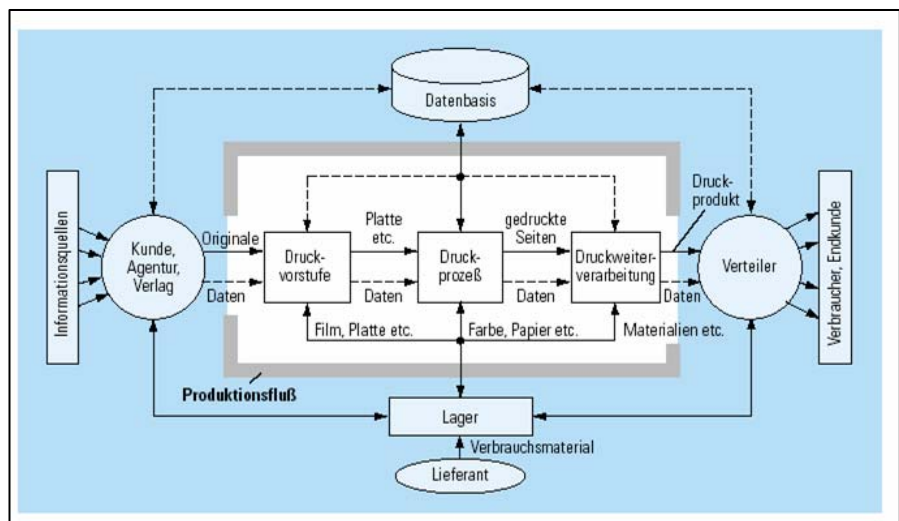 Datenbasis
Informationsquellen
Kunde,
Agentur,
Verlag
Originale
Daten
Druck-
vorstufe
Platte
etc.
Daten
Druck-
prozeß
gedruckte
Seiten
Daten
Druckweiter-
verarbeitung
Druck-
produkt
Daten
Verteiler
Verbraucher, Endkunde
Film, Platte etc.
Farbe, Papier etc.
Materialien etc.
Produktionsfluß
Lager
Verbrauchsmaterial
Lieferant